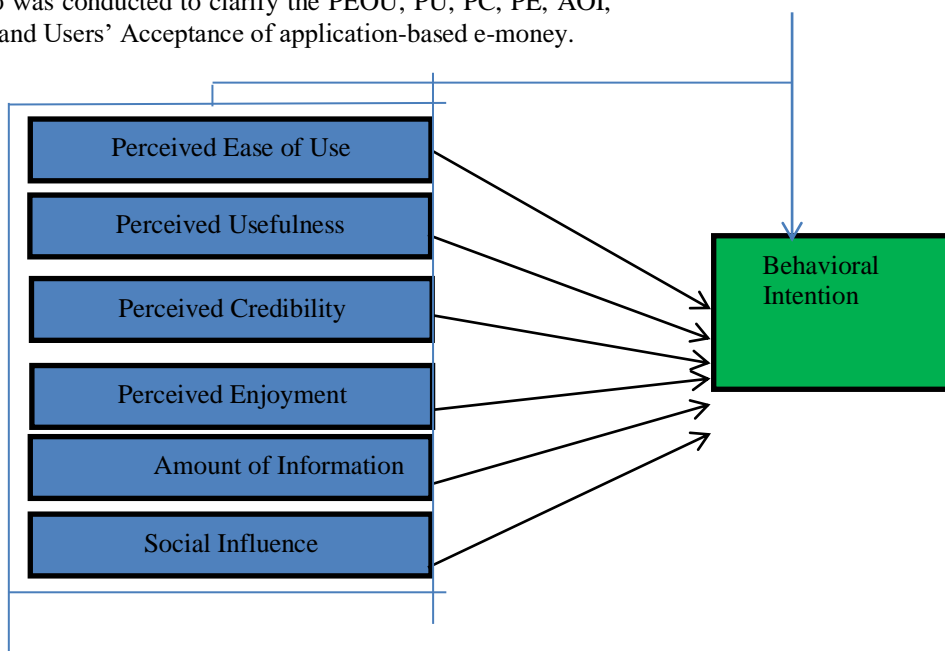 was conducted to clarify the PEOU, PU, PC, PE, AOI,
and Users' Acceptance of application-based e-money.
Perceived Ease of Use
Perceived Usefulness
Perceived Credibility
Perceived Enjoyment
Amount of Information
Social Influence
Behavioral
Intention